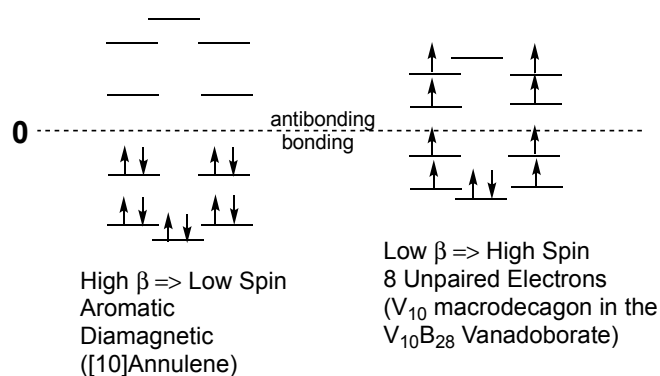 0
antibonding
bonding
High β => Low Spin
Aromatic
Diamagnetic
([10]Annulene)
Low β => High Spin
8 Unpaired Electrons
(V₁₀ macrodecagon in the
V₁₀B₂₈ Vanadoborate)